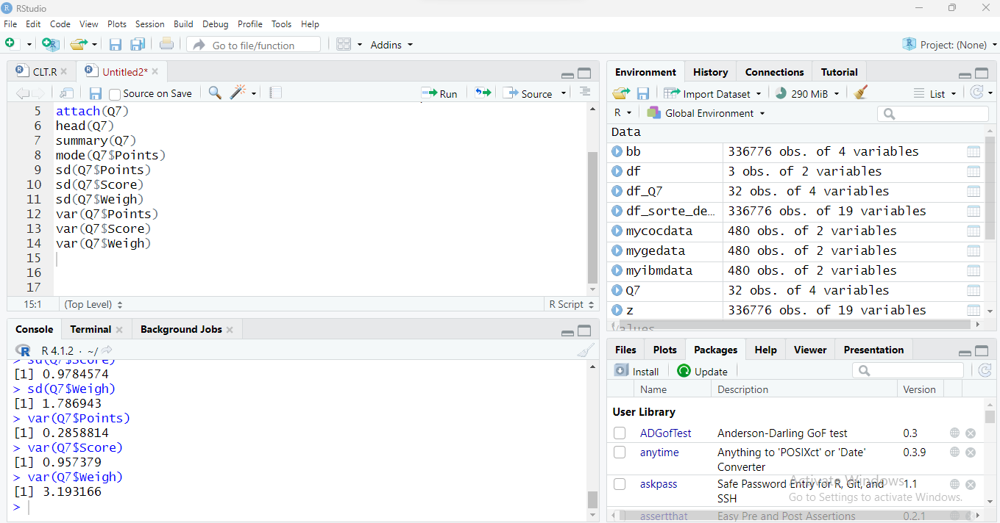 RStudio
File Edit Code View Plots Session Build Debug Profile Tools Help
Go to file/function Addins Project: (None)
CLT.R Untitled2*
Source on Save Run Source
5 attach(Q7)
6 head(Q7)
7 summary(Q7)
8 mode(Q7$Points)
9 sd(Q7$Points)
10 sd(Q7$Score)
11 sd(Q7$Weigh)
12 var(Q7$Points)
13 var(Q7$Score)
14 var(Q7$Weigh)
15
16
17
15:1 (Top Level) R Script
Console Terminal Background Jobs
R 4.1.2 · ~/
> sd(Q7$Score)
[1] 0.9784574
> sd(Q7$Weigh)
[1] 1.786943
> var(Q7$Points)
[1] 0.2858814
> var(Q7$Score)
[1] 0.957379
> var(Q7$Weigh)
[1] 3.193166
>
Environment History Connections Tutorial
Import Dataset 290 MiB List
R Global Environment
Data
bb 336776 obs. of 4 variables
df 3 obs. of 2 variables
df_Q7 32 obs. of 4 variables
df_sorte_de… 336776 obs. of 19 variables
mycocdata 480 obs. of 2 variables
mygedata 480 obs. of 2 variables
myibmdata 480 obs. of 2 variables
Q7 32 obs. of 4 variables
z 336776 obs. of 19 variables
Values
Files Plots Packages Help Viewer Presentation
Install Update
Name Description Version
User Library
ADGofTest Anderson-Darling GoF test 0.3
anytime Anything to 'POSIXct' or 'Date' 0.3.9
Converter
askpass Safe Password Entry for R, Git, and 1.1
SSH
assertthat Easy Pre and Post Assertions 0.2.1
Activate Windows
Go to Settings to activate Windows.